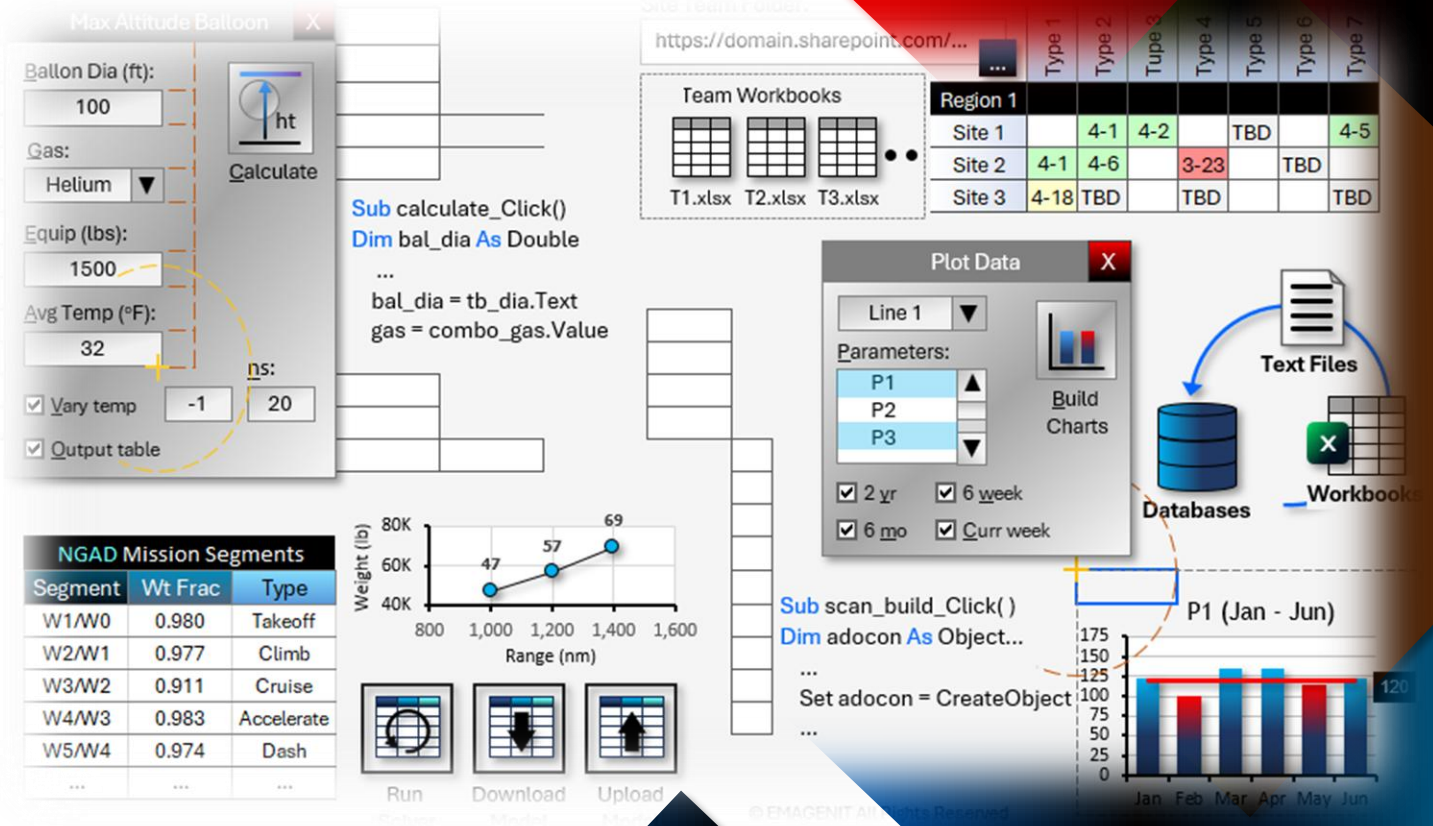 Max Altitude Balloon X
Ballon Dia (ft):
100
Gas:
Helium
Equip (lbs):
1500
Avg Temp (°F):
32
ns:
Vary temp -1 20
Output table
ht
Calculate
Sub calculate_Click()
Dim bal_dia As Double
...
bal_dia = tb_dia.Text
gas = combo_gas.Value
Site Team Folder:
https://domain.sharepoint.com/...
...
Team Workbooks
T1.xlsx T2.xlsx T3.xlsx
Type 1 Type 2 Tupe 3 Type 4 Type 5 Type 6 Type 7
Region 1
Site 1 4-1 4-2 TBD 4-5
Site 2 4-1 4-6 3-23 TBD
Site 3 4-18 TBD TBD TBD
Plot Data X
Line 1
Parameters:
P1
P2
P3
Build
Charts
2 yr 6 week
6 mo Curr week
Text Files
Databases
X
Workbooks
NGAD Mission Segments
Segment Wt Frac Type
W1/W0 0.980 Takeoff
W2/W1 0.977 Climb
W3/W2 0.911 Cruise
W4/W3 0.983 Accelerate
W5/W4 0.974 Dash
... ... ...
Weight (lb)
80K
60K
40K
47 57 69
800 1,000 1,200 1,400 1,600
Range (nm)
Run Download Upload
Solver Model Model
Sub scan_build_Click( )
Dim adocon As Object...
...
Set adocon = CreateObject
...
P1 (Jan - Jun)
175
150
125
100
75
50
25
0
120
Jan Feb Mar Apr May Jun
© EMAGENIT All Rights Reserved